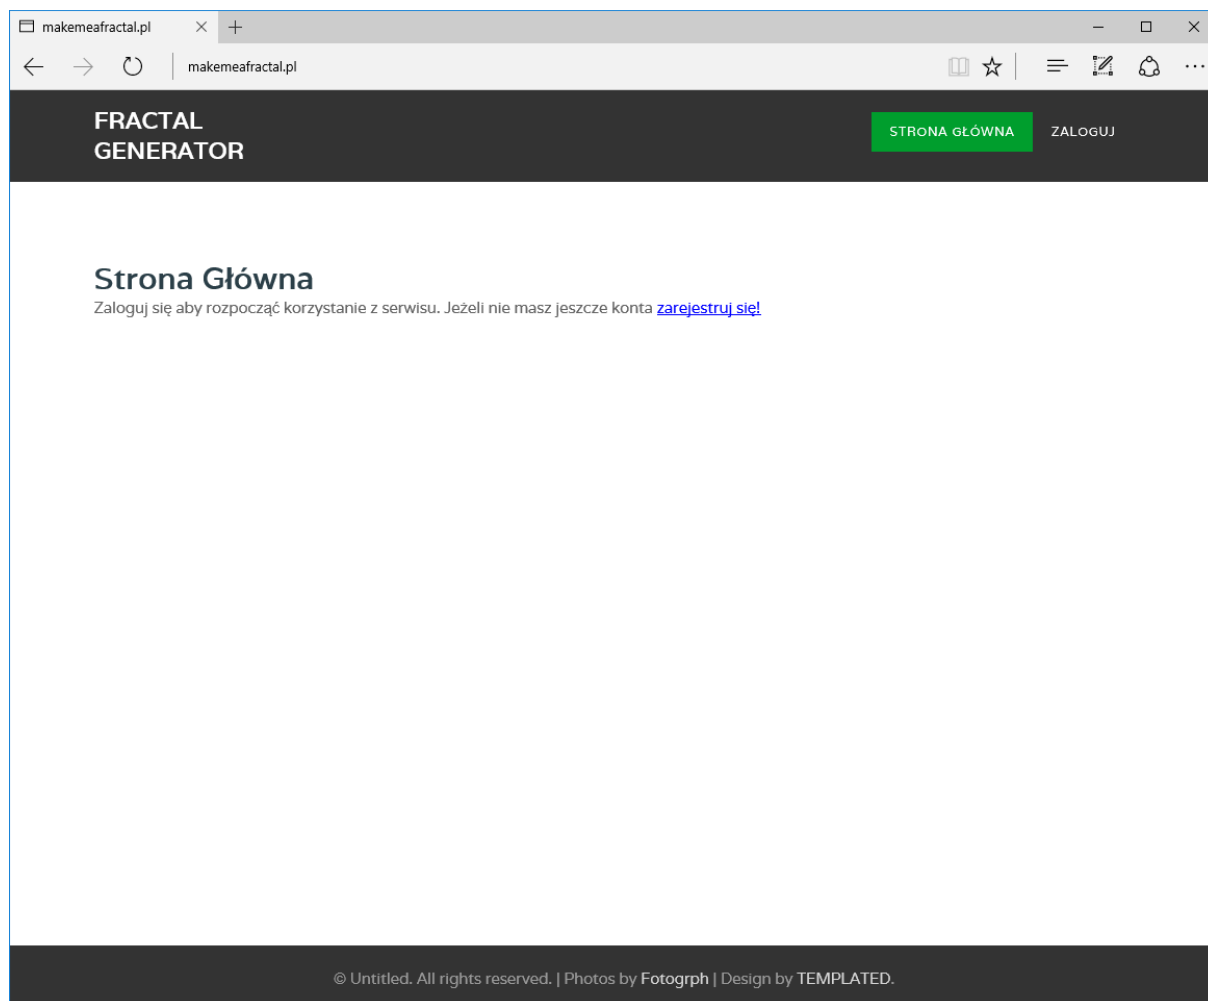 makemeafractal.pl
makemeafractal.pl
FRACTAL
GENERATOR
STRONA GŁÓWNA ZALOGUJ
Strona Główna
Zaloguj się aby rozpocząć korzystanie z serwisu. Jeżeli nie masz jeszcze konta zarejestruj się!
© Untitled. All rights reserved. | Photos by Fotogrph | Design by TEMPLATED.